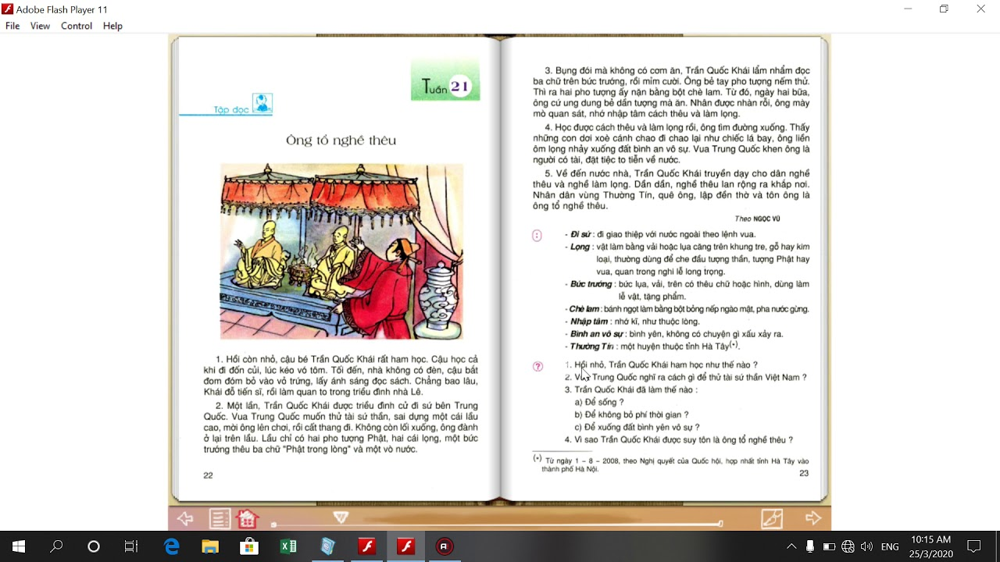 Adobe Flash Player 11
File View Control Help
Tuần 21
Tập đọc
Ông tổ nghề thêu
1. Hồi còn nhỏ, cậu bé Trần Quốc Khái rất ham học. Cậu học cả
khi đi đốn củi, lúc kéo vó tôm. Tối đến, nhà không có đèn, cậu bắt
đom đóm bỏ vào vỏ trứng, lấy ánh sáng đọc sách. Chẳng bao lâu,
Khái đỗ tiến sĩ, rồi làm quan to trong triều đình nhà Lê.
2. Một lần, Trần Quốc Khái được triều đình cử đi sứ bên Trung
Quốc. Vua Trung Quốc muốn thử tài sứ thần, sai dựng một cái lầu
cao, mời ông lên chơi, rồi cất thang đi. Không còn lối xuống, ông đành
ở lại trên lầu. Lầu chỉ có hai pho tượng Phật, hai cái lọng, một bức
trướng thêu ba chữ "Phật trong lòng" và một vò nước.
22
3. Bụng đói mà không có cơm ăn, Trần Quốc Khái lẩm nhẩm đọc
ba chữ trên bức trướng, rồi mỉm cười. Ông bẻ tay pho tượng nếm thử.
Thì ra hai pho tượng ấy nặn bằng bột chè lam. Từ đó, ngày hai bữa,
ông cứ ung dung bẻ dần tượng mà ăn. Nhân được nhàn rỗi, ông mày
mò quan sát, nhớ nhập tâm cách thêu và làm lọng.
4. Học được cách thêu và làm lọng rồi, ông tìm đường xuống. Thấy
những con dơi xoè cánh chao đi chao lại như chiếc lá bay, ông liền
ôm lọng nhảy xuống đất bình an vô sự. Vua Trung Quốc khen ông là
người có tài, đặt tiệc to tiễn về nước.
5. Về đến nước nhà, Trần Quốc Khái truyền dạy cho dân nghề
thêu và nghề làm lọng. Dần dần, nghề thêu lan rộng ra khắp nơi.
Nhân dân vùng Thường Tín, quê ông, lập đền thờ và tôn ông là
ông tổ nghề thêu.
Theo NGỌC VŨ
- Đi sứ : đi giao thiệp với nước ngoài theo lệnh vua.
- Lọng : vật làm bằng vải hoặc lụa căng trên khung tre, gỗ hay kim
loại, thường dùng để che đầu tượng thần, tượng Phật hay
vua, quan trong nghi lễ long trọng.
- Bức trướng : bức lụa, vải, trên có thêu chữ hoặc hình, dùng làm
lễ vật, tặng phẩm.
- Chè lam : bánh ngọt làm bằng bột bỏng nếp ngào mật, pha nước gừng.
- Nhập tâm : nhớ kĩ, như thuộc lòng.
- Bình an vô sự : bình yên, không có chuyện gì xấu xảy ra.
- Thường Tín : một huyện thuộc tỉnh Hà Tây(*).
1. Hồi nhỏ, Trần Quốc Khái ham học như thế nào ?
2. Trung Quốc nghĩ ra cách gì để thử tài sứ thần Việt Nam ?
3. Trần Quốc Khái đã làm thế nào :
a) Để sống ?
b) Để không bỏ phí thời gian ?
c) Để xuống đất bình yên vô sự ?
4. Vì sao Trần Quốc Khái được suy tôn là ông tổ nghề thêu ?
(*) Từ ngày 1 – 8 – 2008, theo Nghị quyết của Quốc hội, hợp nhất tỉnh Hà Tây vào
thành phố Hà Nội.
23
ENG
10:15 AM
25/3/2020